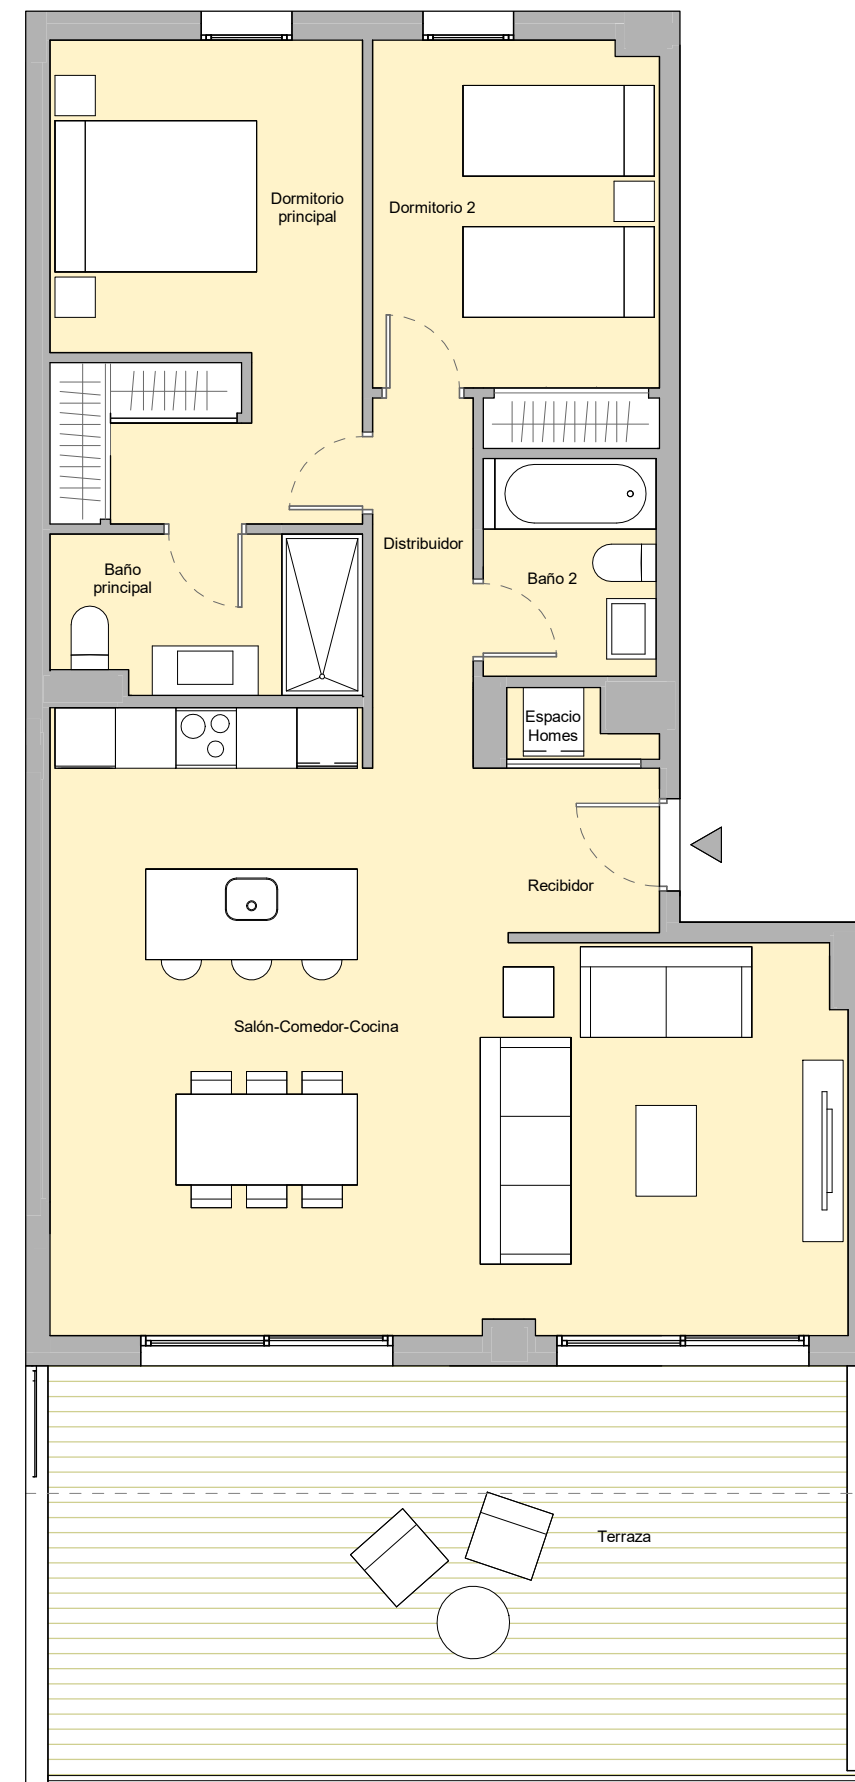 Dormitorio
principal
Dormitorio 2
Distribuidor
Baño
principal
Baño 2
Espacio
Homes
Recibidor
Salón-Comedor-Cocina
Terraza